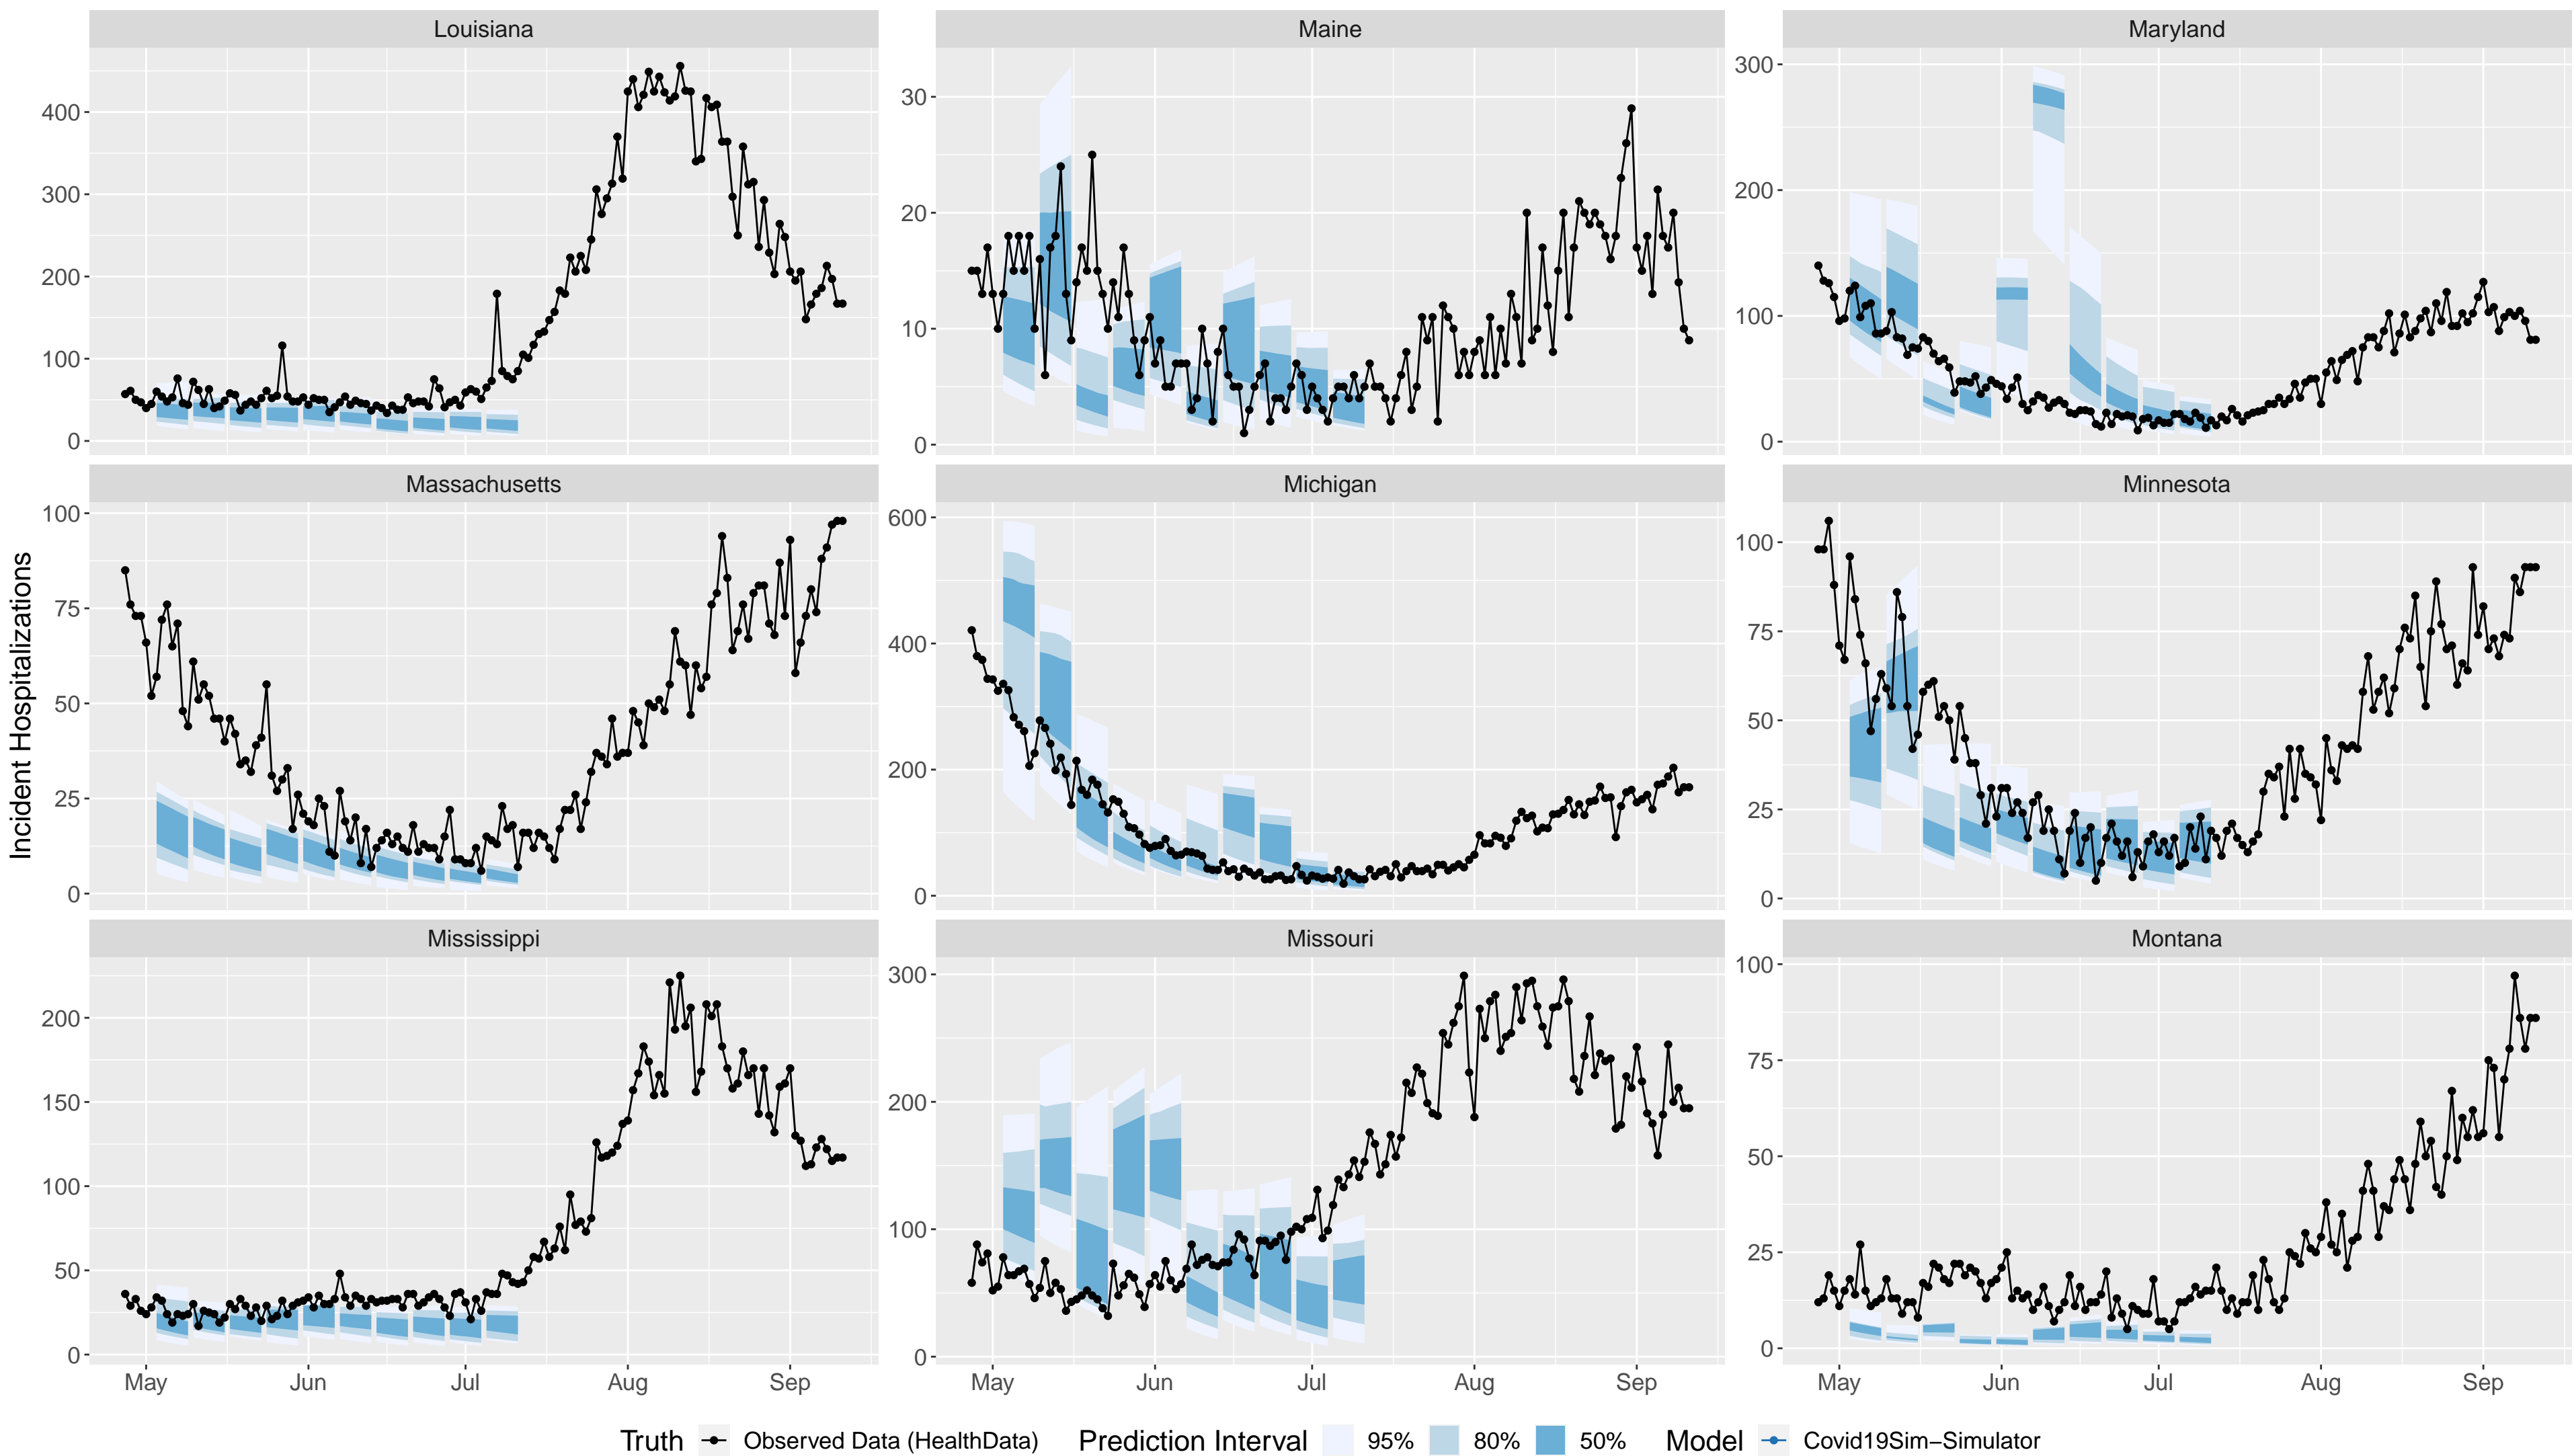 Louisiana
Maine
Maryland
400
300
200
100
0
30
20
10
0
300
200
100
0
Incident Hospitalizations
Massachusetts
Michigan
Minnesota
100
75
50
25
0
600
400
200
0
100
75
50
25
0
Mississippi
Missouri
Montana
200
150
100
50
0
300
200
100
0
100
75
50
25
0
May Jun Jul Aug Sep
May Jun Jul Aug Sep
May Jun Jul Aug Sep
Truth Observed Data (HealthData) Prediction Interval 95% 80% 50% Model Covid19Sim−Simulator